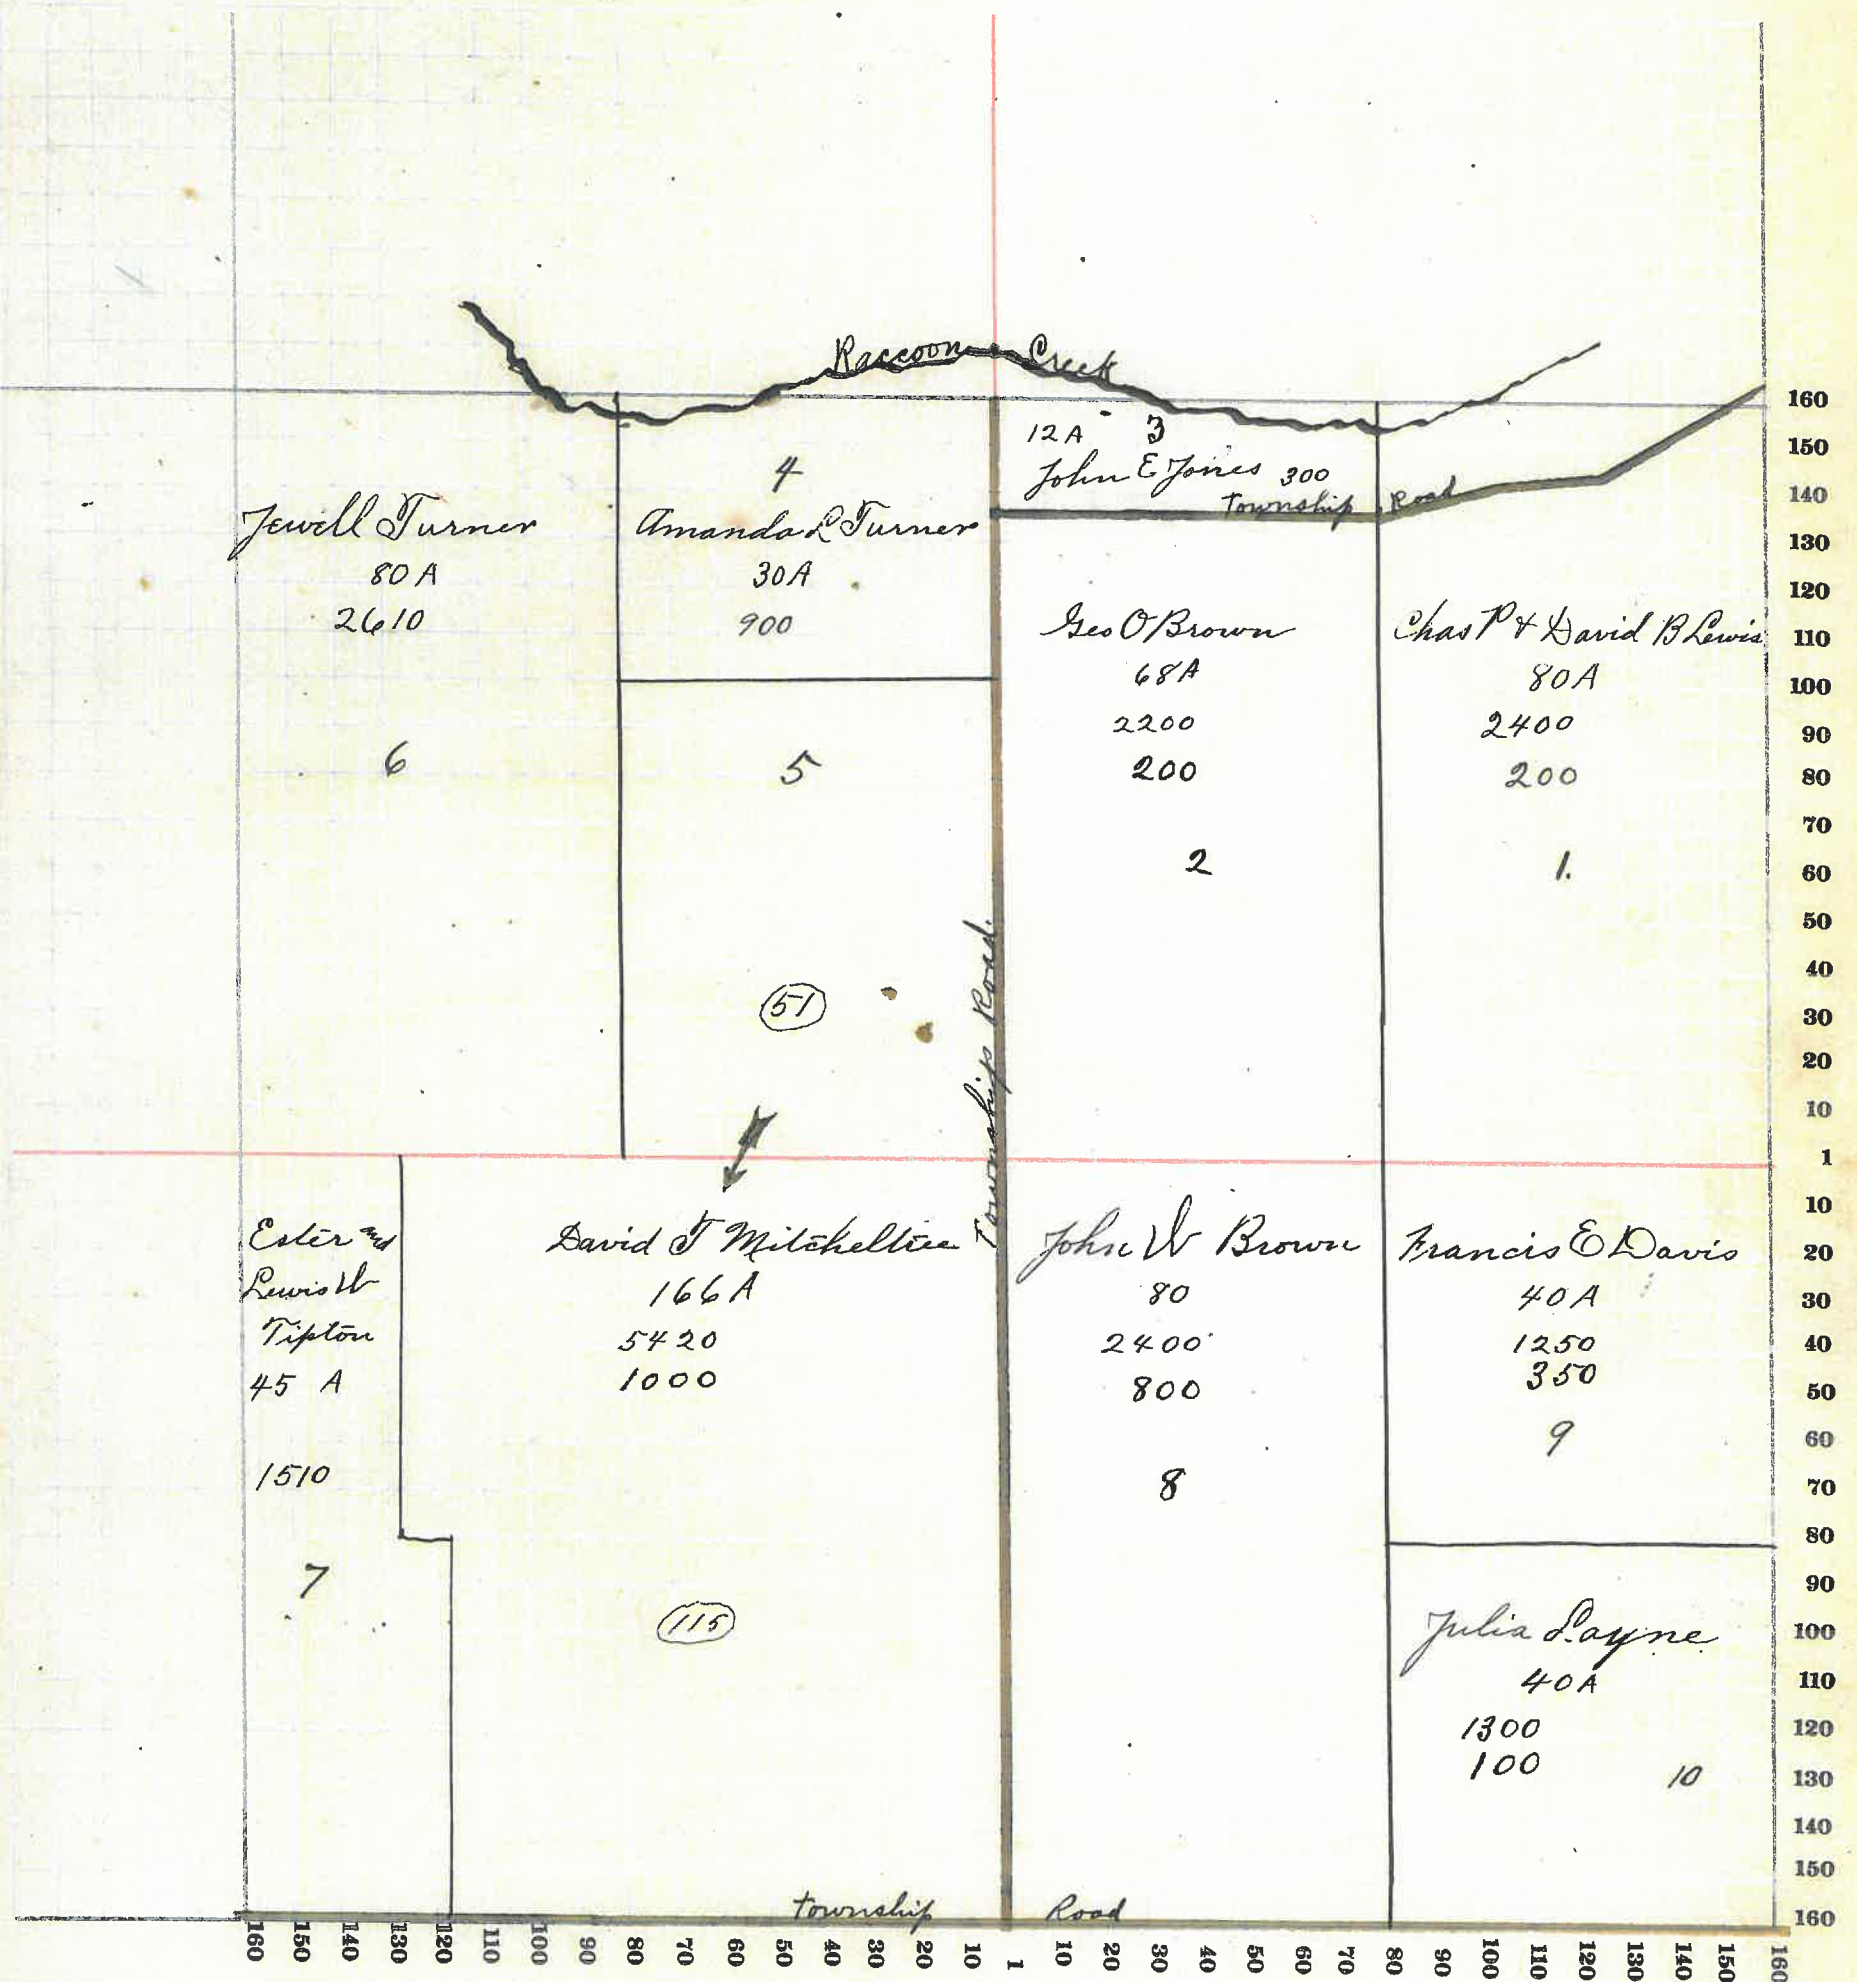 Raccoon Creek
12A 3
John E Jones 300
Township Road
4
Amanda L Turner
30A
900
Jewell Turner
80 A
2610
6
5
51
Geo O Brown
68A
2200
200
2
Chas P & David B Lewis
80A
2400
200
1.
Township Road.
Ester and
Lewis W
Tipton
45 A
1510
7
David T Mitcheltree
166 A
5420
1000
115
John W Brown
80
2400
800
8
Francis E Davis
40A
1250
350
9
Julia Layne
40A
1300
100
10
Township Road
160
150
140
130
120
110
100
90
80
70
60
50
40
30
20
10
1
10
20
30
40
50
60
70
80
90
100
110
120
130
140
150
160
160 150 140 130 120 110 100 90 80 70 60 50 40 30 20 10 1 10 20 30 40 50 60 70 80 90 100 110 120 130 140 150 160